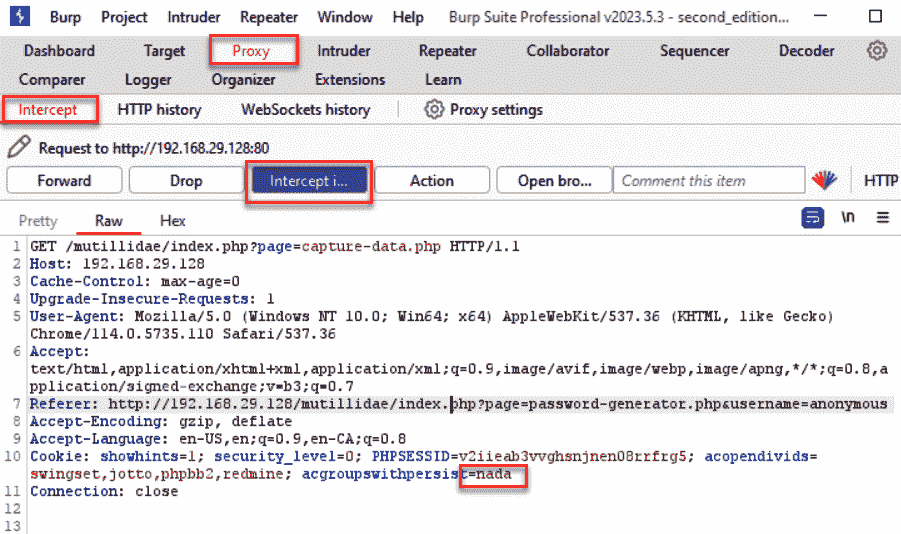 Burp Project Intruder Repeater Window Help Burp Suite Professional v2023.5.3 - second_edition...
Dashboard Target Proxy Intruder Repeater Collaborator Sequencer Decoder
Comparer Logger Organizer Extensions Learn
Intercept HTTP history WebSockets history Proxy settings
Request to http://192.168.29.128:80
Forward Drop Intercept i... Action Open bro... Comment this item HTTP
Pretty Raw Hex \n
1 GET /mutillidae/index.php?page=capture-data.php HTTP/1.1
2 Host: 192.168.29.128
3 Cache-Control: max-age=0
4 Upgrade-Insecure-Requests: 1
5 User-Agent: Mozilla/5.0 (Windows NT 10.0; Win64; x64) AppleWebKit/537.36 (KHTML, like Gecko)
Chrome/114.0.5735.110 Safari/537.36
6 Accept:
text/html,application/xhtml+xml,application/xml;q=0.9,image/avif,image/webp,image/apng,*/*;q=0.8,a
pplication/signed-exchange;v=b3;q=0.7
7 Referer: http://192.168.29.128/mutillidae/index.php?page=password-generator.php&username=anonymous
8 Accept-Encoding: gzip, deflate
9 Accept-Language: en-US,en;q=0.9,en-CA;q=0.8
10 Cookie: showhints=1; security_level=0; PHPSESSID=v2iieab3vvghsnjnen08rrfrg5; acopendivids=
swingset,jotto,phpbb2,redmine; acgroupswithpersist=nada
11 Connection: close
12
13